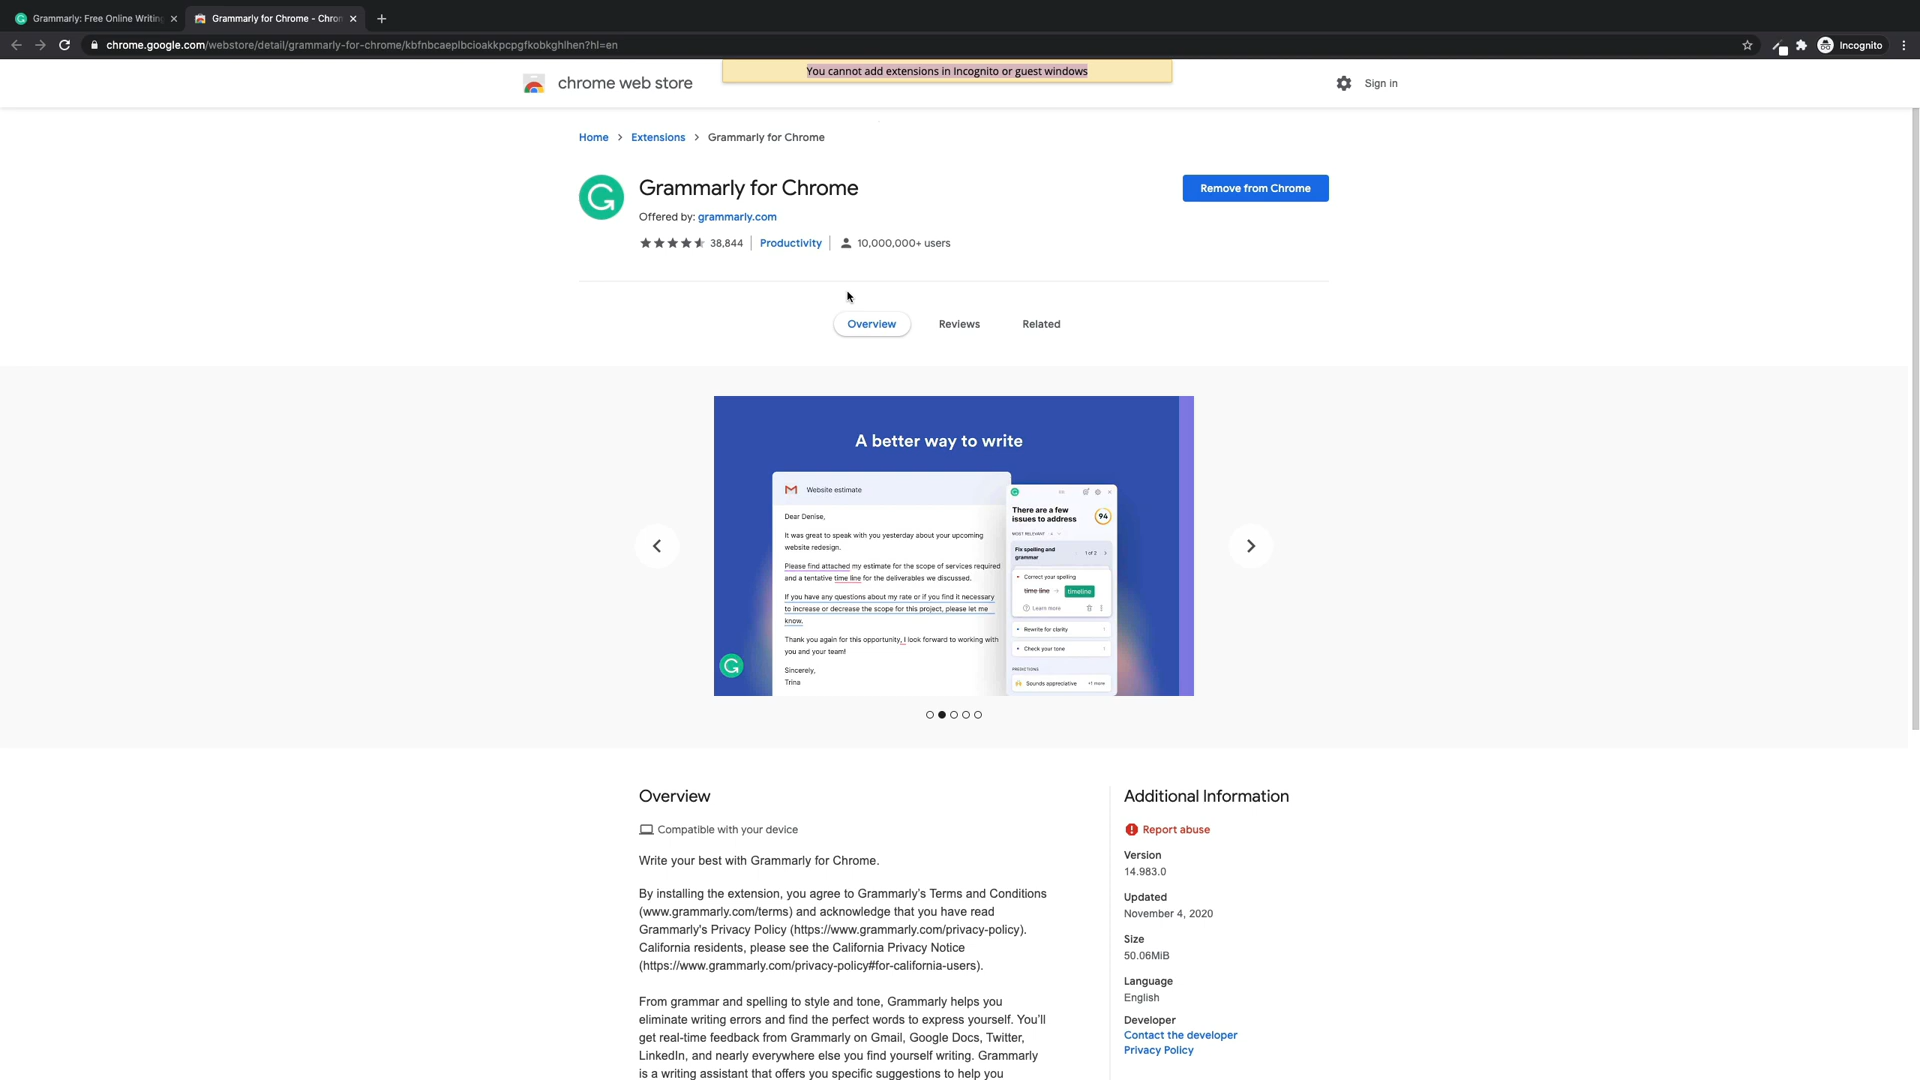 Grammarly: Free Online Writing
Grammarly for Chrome - Chrom
chrome.google.com/webstore/detail/grammarly-for-chrome/kbfnbcaeplbcioakkpcpgfkobkghlhen?hl=en
Incognito
You cannot add extensions in Incognito or guest windows
chrome web store
Sign in
Home > Extensions > Grammarly for Chrome
Grammarly for Chrome
Remove from Chrome
Offered by: grammarly.com
38,844
Productivity
10,000,000+ users
Overview
Reviews
Related
A better way to write
Website estimate
Dear Denise,
It was great to speak with you yesterday about your upcoming
website redesign.
Please find attached my estimate for the scope of services required
and a tentative time line for the deliverables we discussed.
If you have any questions about my rate or if you find it necessary
to increase or decrease the scope for this project, please let me
know.
Thank you again for this opportunity, I look forward to working with
you and your team!
Sincerely,
Trina
There are a few
issues to address
94
MOST RELEVANT
Fix spelling and
grammar
1 of 2
Correct your spelling
time line → timeline
Learn more
Rewrite for clarity
Check your tone
PREDICTIONS
Sounds appreciative
+1 more
Overview
Compatible with your device
Write your best with Grammarly for Chrome.
By installing the extension, you agree to Grammarly's Terms and Conditions
(www.grammarly.com/terms) and acknowledge that you have read
Grammarly's Privacy Policy (https://www.grammarly.com/privacy-policy).
California residents, please see the California Privacy Notice
(https://www.grammarly.com/privacy-policy#for-california-users).
From grammar and spelling to style and tone, Grammarly helps you
eliminate writing errors and find the perfect words to express yourself. You'll
get real-time feedback from Grammarly on Gmail, Google Docs, Twitter,
LinkedIn, and nearly everywhere else you find yourself writing. Grammarly
is a writing assistant that offers you specific suggestions to help you
Additional Information
Report abuse
Version
14.983.0
Updated
November 4, 2020
Size
50.06MiB
Language
English
Developer
Contact the developer
Privacy Policy